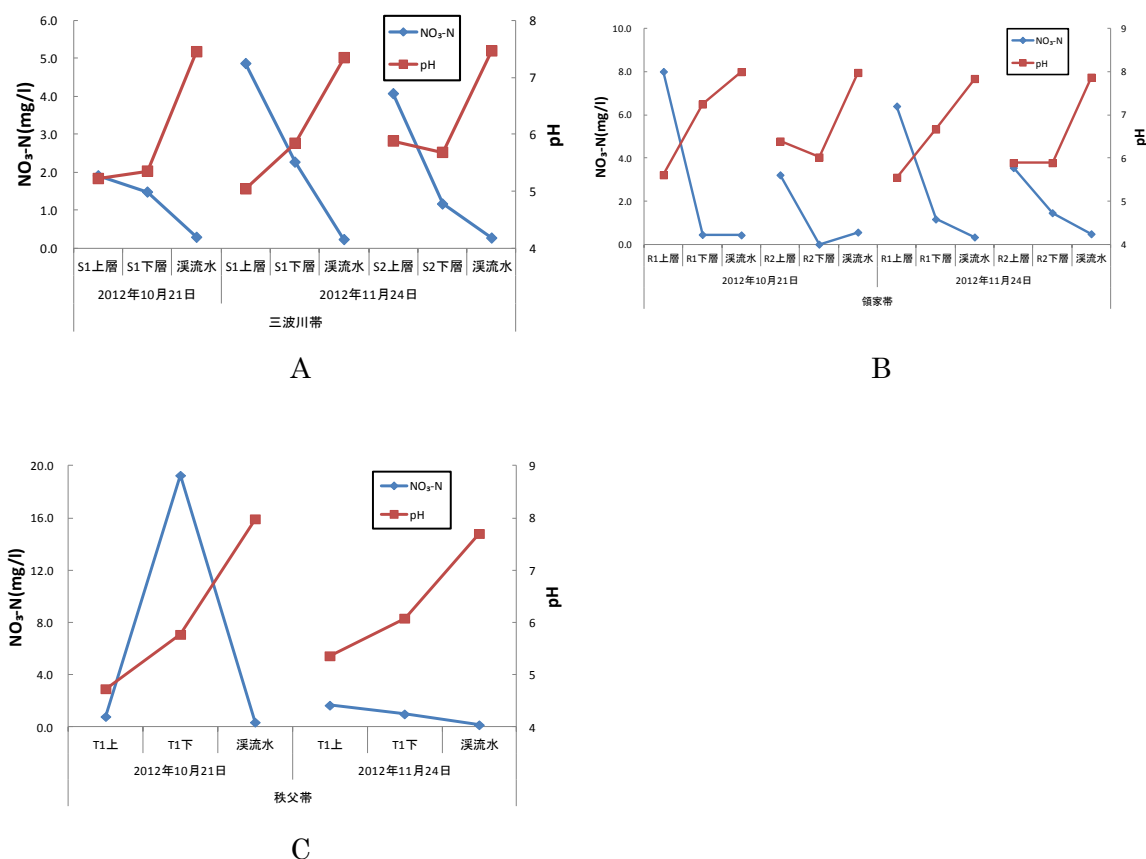 6.0
5.0
4.0
3.0
2.0
1.0
0.0
NO₃-N(mg/l)
NO₃-N
pH
8
7
6
5
4
pH
S1上層 S1下層 渓流水 S1上層 S1下層 渓流水 S2上層 S2下層 渓流水
2012年10月21日 2012年11月24日
三波川帯
A
10.0
8.0
6.0
4.0
2.0
0.0
NO₃-N(mg/l)
NO₃-N
pH
9
8
7
6
5
4
pH
R1上層 R1下層 渓流水 R2上層 R2下層 渓流水 R1上層 R1下層 渓流水 R2上層 R2下層 渓流水
2012年10月21日 2012年11月24日
領家帯
B
20.0
16.0
12.0
8.0
4.0
0.0
NO₃-N(mg/l)
NO₃-N
pH
9
8
7
6
5
4
pH
T1上 T1下 渓流水 T1上 T1下 渓流水
2012年10月21日 2012年11月24日
秩父帯
C